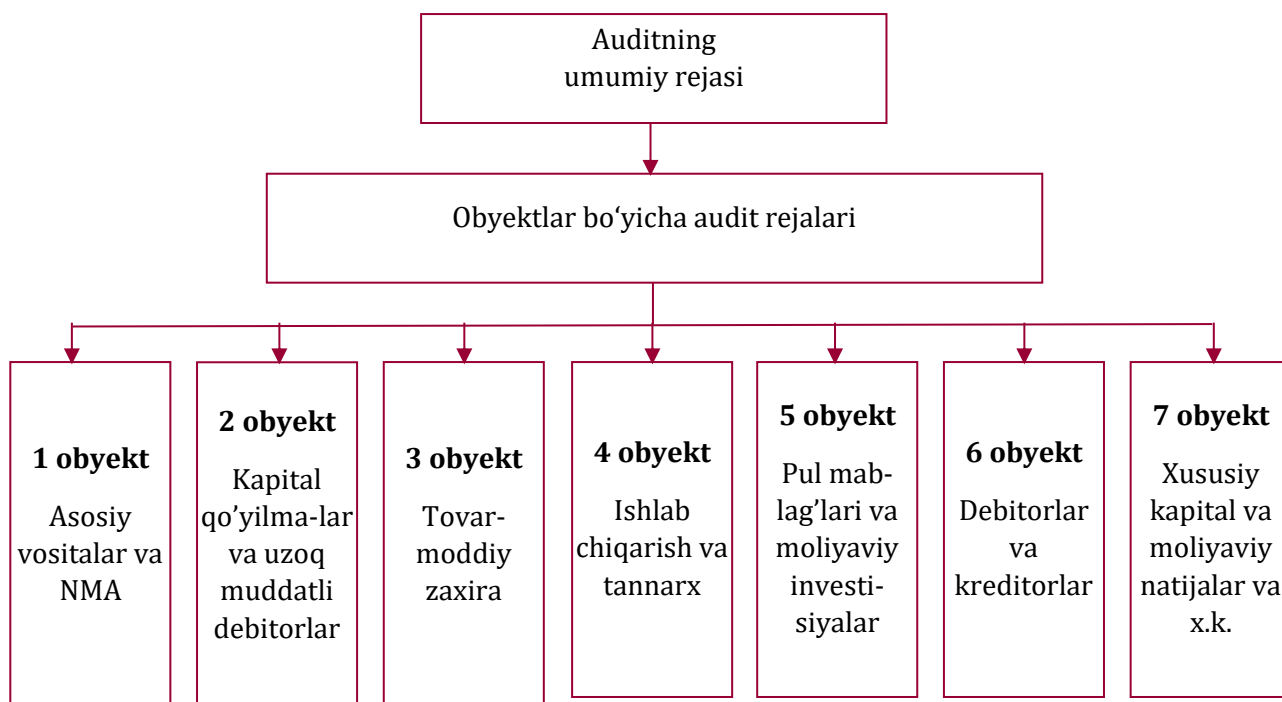 Auditning
umumiy rejasi
Obyektlar bo‘yicha audit rejalari
1 obyekt
Asosiy
vositalar va
NMA
2 obyekt
Kapital
qo’yilma-lar
va uzoq
muddatli
debitorlar
3 obyekt
Tovar-
moddiy
zaxira
4 obyekt
Ishlab
chiqarish va
tannarx
5 obyekt
Pul mab-
lag’lari va
moliyaviy
investi-
siyalar
6 obyekt
Debitorlar
va
kreditorlar
7 obyekt
Xususiy
kapital va
moliyaviy
natijalar va
x.k.